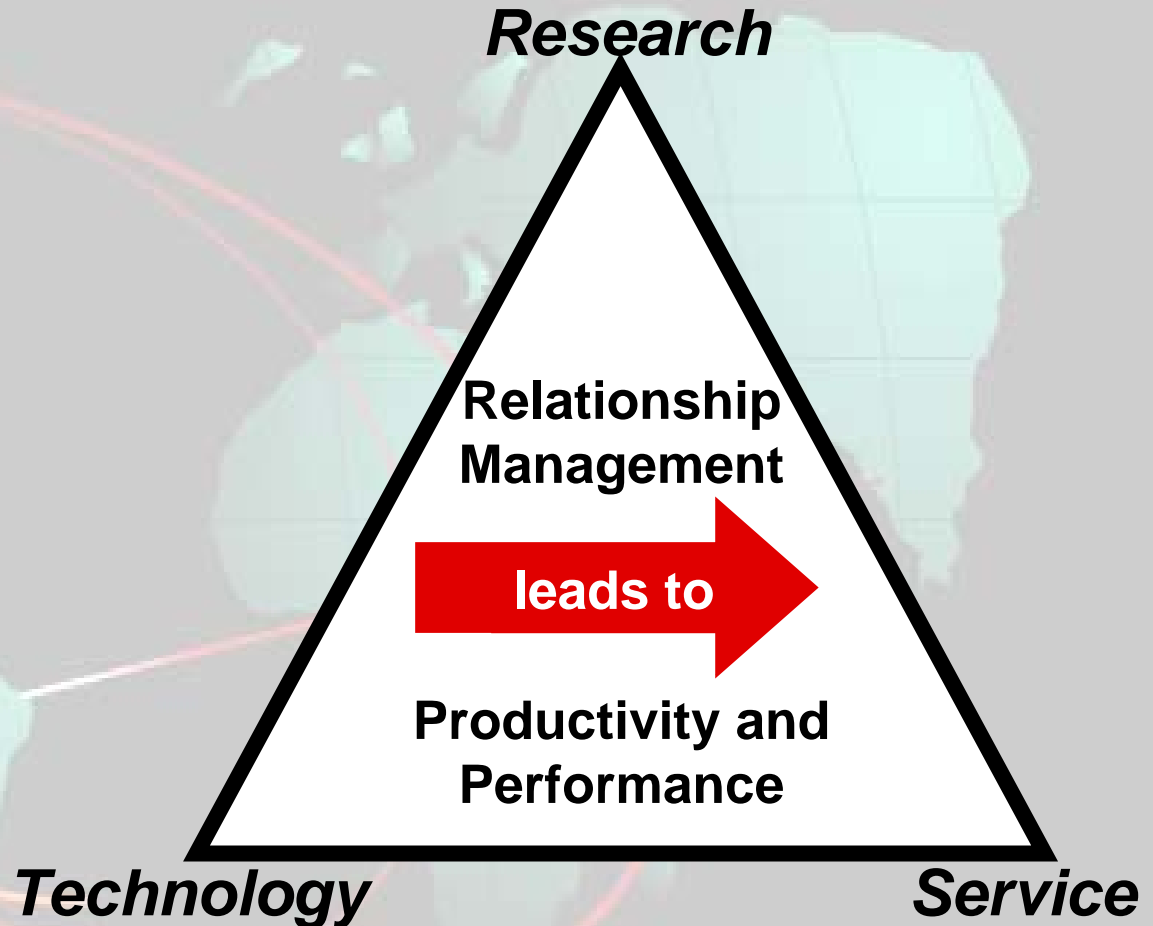 Research
Relationship
Management
leads to
Productivity and
Performance
Technology
Service